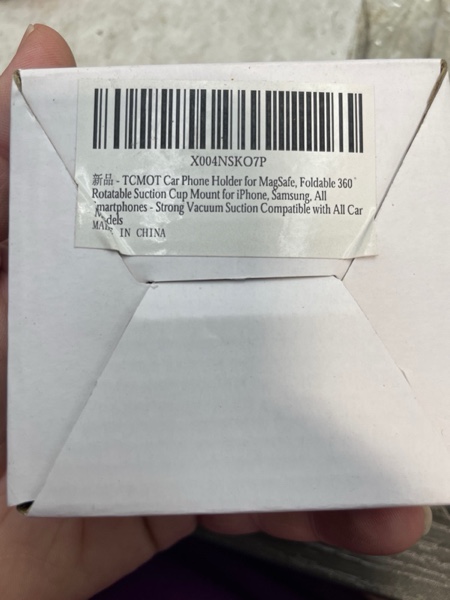 X004NSKO7P
新品 - TCMOT Car Phone Holder for MagSafe, Foldable 360°
Rotatable Suction Cup Mount for iPhone, Samsung, All
Smartphones - Strong Vacuum Suction Compatible with All Car
Models
MADE IN CHINA